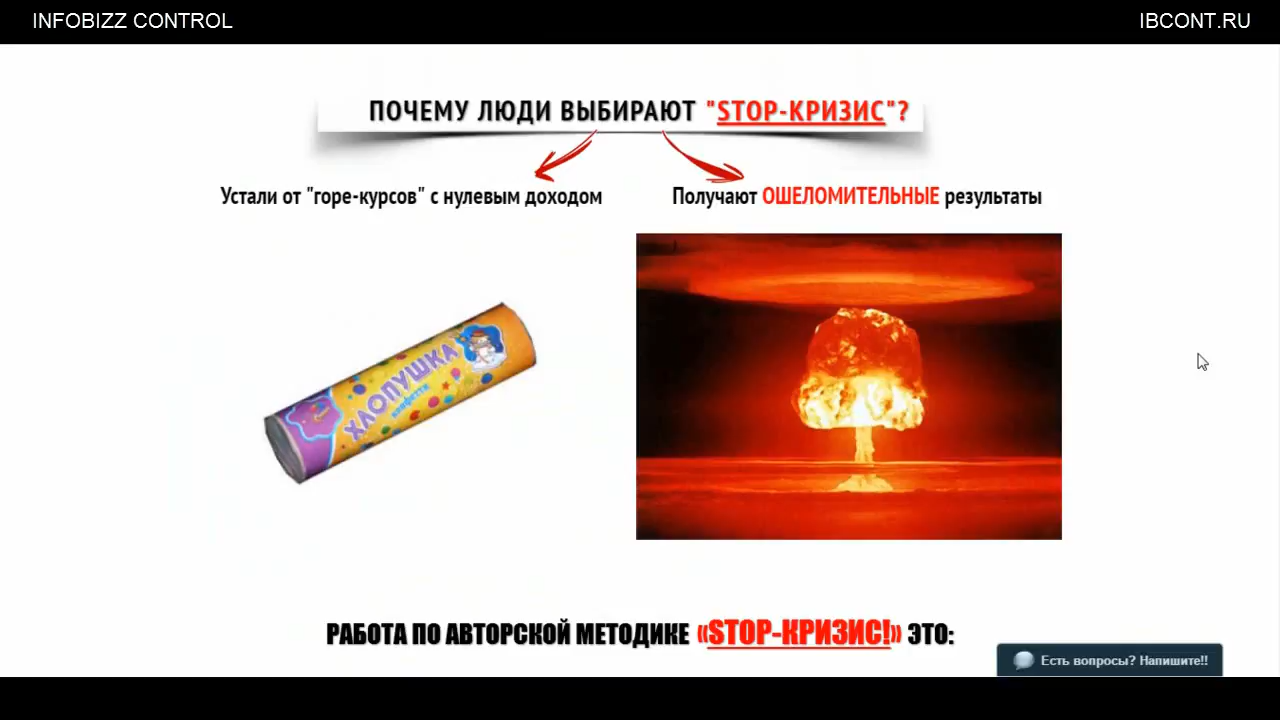 INFOBIZZ CONTROL
IBCONT.RU
ПОЧЕМУ ЛЮДИ ВЫБИРАЮТ "STOP-КРИЗИС"?
Устали от "горе-курсов" с нулевым доходом
Получают ОШЕЛОМИТЕЛЬНЫЕ результаты
ХЛОПУШКА
конфетти
РАБОТА ПО АВТОРСКОЙ МЕТОДИКЕ «STOP-КРИЗИС!» ЭТО:
Есть вопросы? Напишите!!